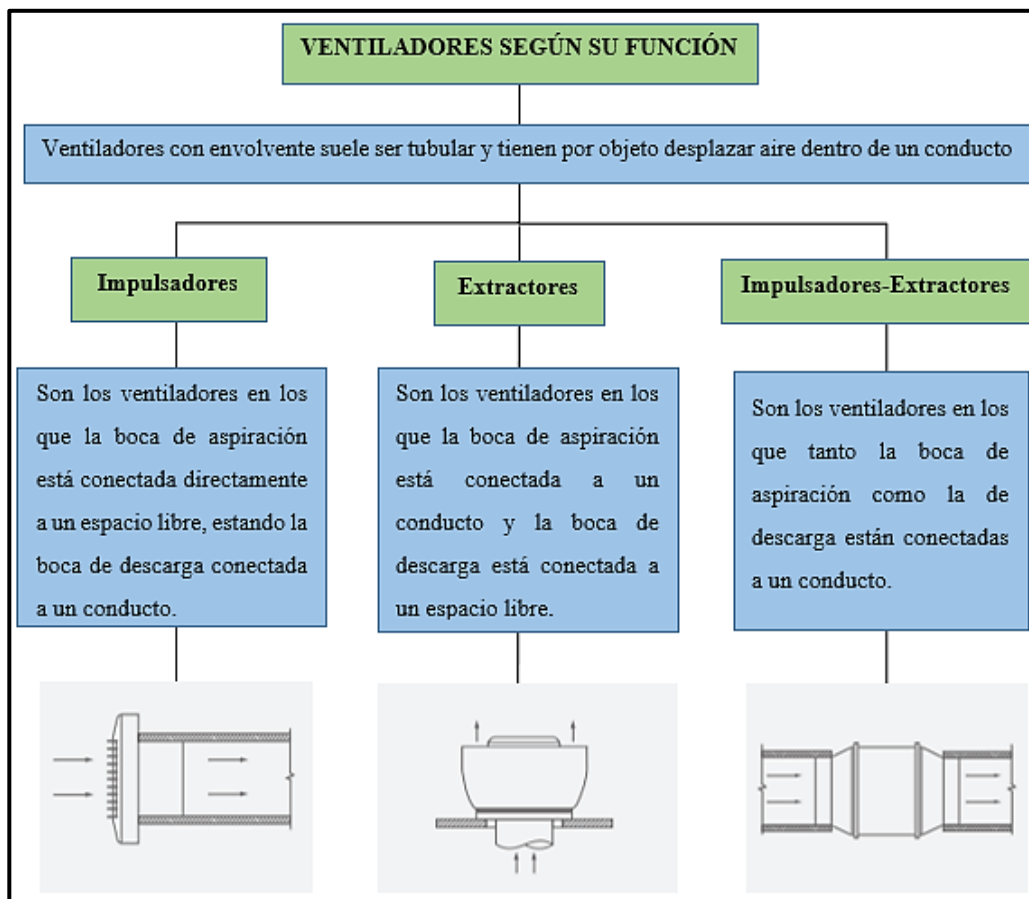 VENTILADORES SEGÚN SU FUNCIÓN
Ventiladores con envolvente suele ser tubular y tienen por objeto desplazar aire dentro de un conducto
Impulsadores
Son los ventiladores en los
que la boca de aspiración
está conectada directamente
a un espacio libre, estando la
boca de descarga conectada
a un conducto.
Extractores
Son los ventiladores en los
que la boca de aspiración
está conectada a un
conducto y la boca de
descarga está conectada a
un espacio libre.
Impulsadores-Extractores
Son los ventiladores en los
que tanto la boca de
aspiración como la de
descarga están conectadas
a un conducto.